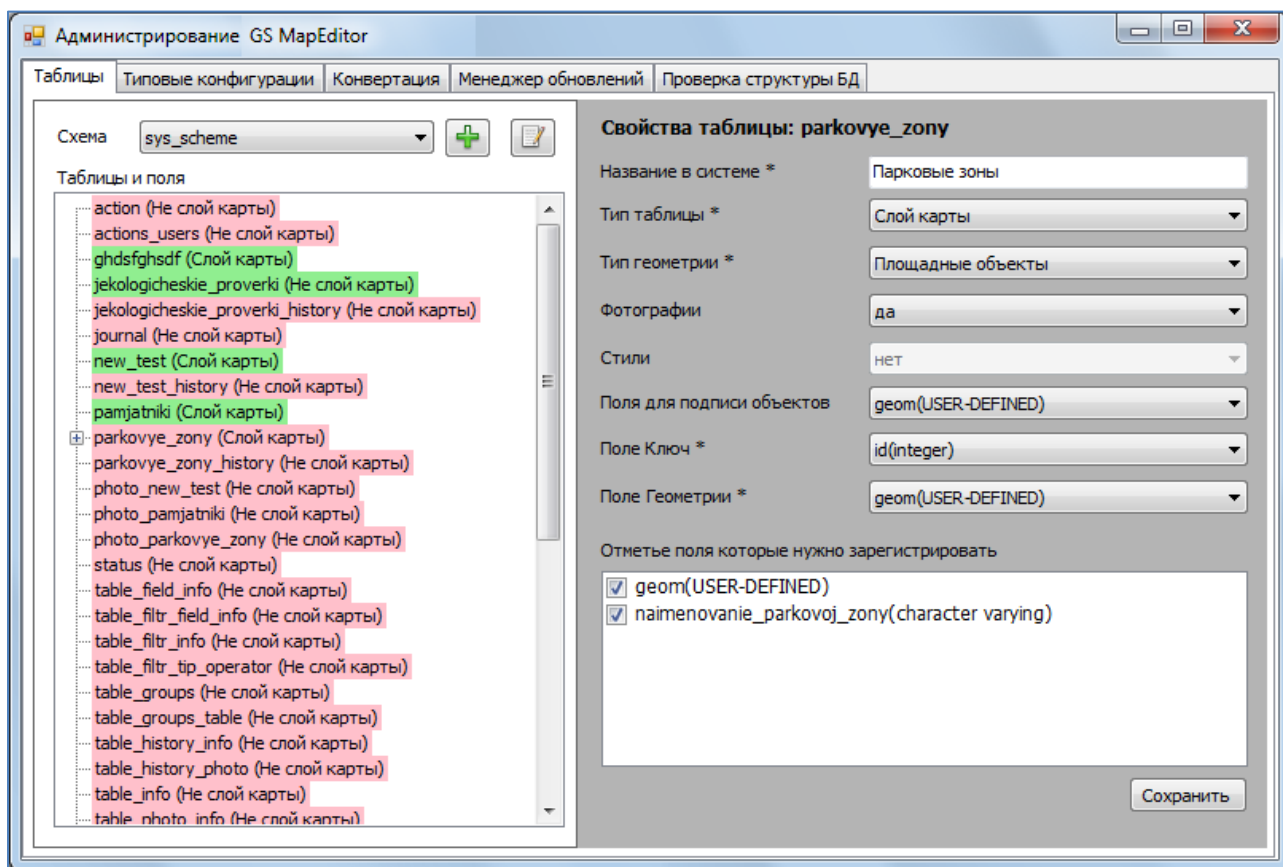 Администрирование GS MapEditor
Таблицы Типовые конфигурации Конвертация Менеджер обновлений Проверка структуры БД
Схема sys_scheme
Таблицы и поля
action (Не слой карты)
actions_users (Не слой карты)
ghdsfghsdf (Слой карты)
jekologicheskie_proverki (Не слой карты)
jekologicheskie_proverki_history (Не слой карты)
journal (Не слой карты)
new_test (Слой карты)
new_test_history (Не слой карты)
pamjatniki (Слой карты)
parkovye_zony (Слой карты)
parkovye_zony_history (Не слой карты)
photo_new_test (Не слой карты)
photo_pamjatniki (Не слой карты)
photo_parkovye_zony (Не слой карты)
status (Не слой карты)
table_field_info (Не слой карты)
table_filtr_field_info (Не слой карты)
table_filtr_info (Не слой карты)
table_filtr_tip_operator (Не слой карты)
table_groups (Не слой карты)
table_groups_table (Не слой карты)
table_history_info (Не слой карты)
table_history_photo (Не слой карты)
table_info (Не слой карты)
table_photo_info (Не слой карты)
Свойства таблицы: parkovye_zony
Название в системе * Парковые зоны
Тип таблицы * Слой карты
Тип геометрии * Площадные объекты
Фотографии да
Стили нет
Поля для подписи объектов geom(USER-DEFINED)
Поле Ключ * id(integer)
Поле Геометрии * geom(USER-DEFINED)
Отметье поля которые нужно зарегистрировать
geom(USER-DEFINED)
naimenovanie_parkovoj_zony(character varying)
Сохранить